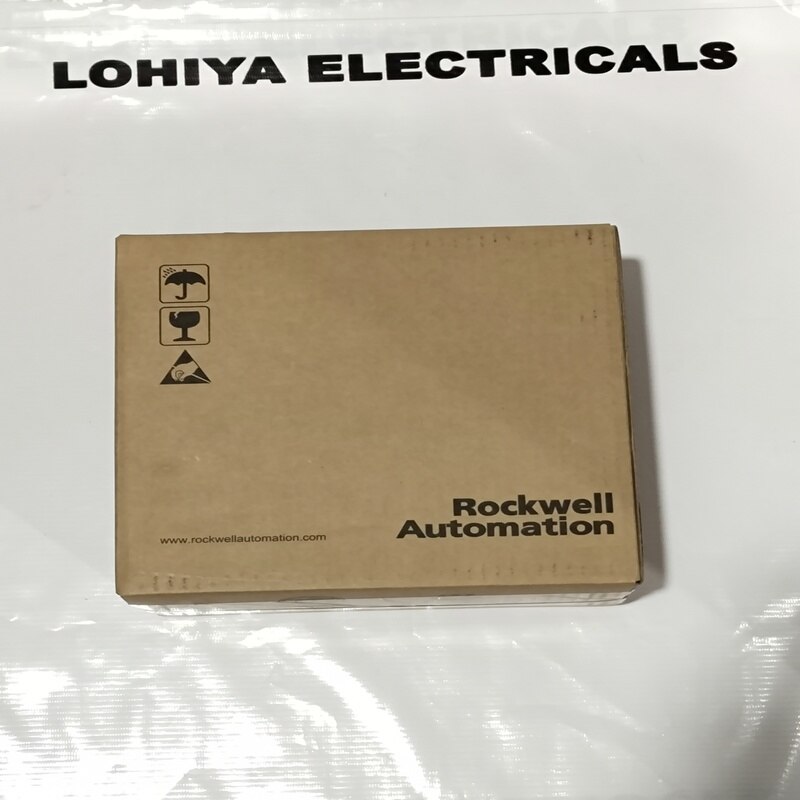 LOHIYA ELECTRICALS
Rockwell
Automation
www.rockwellautomation.com